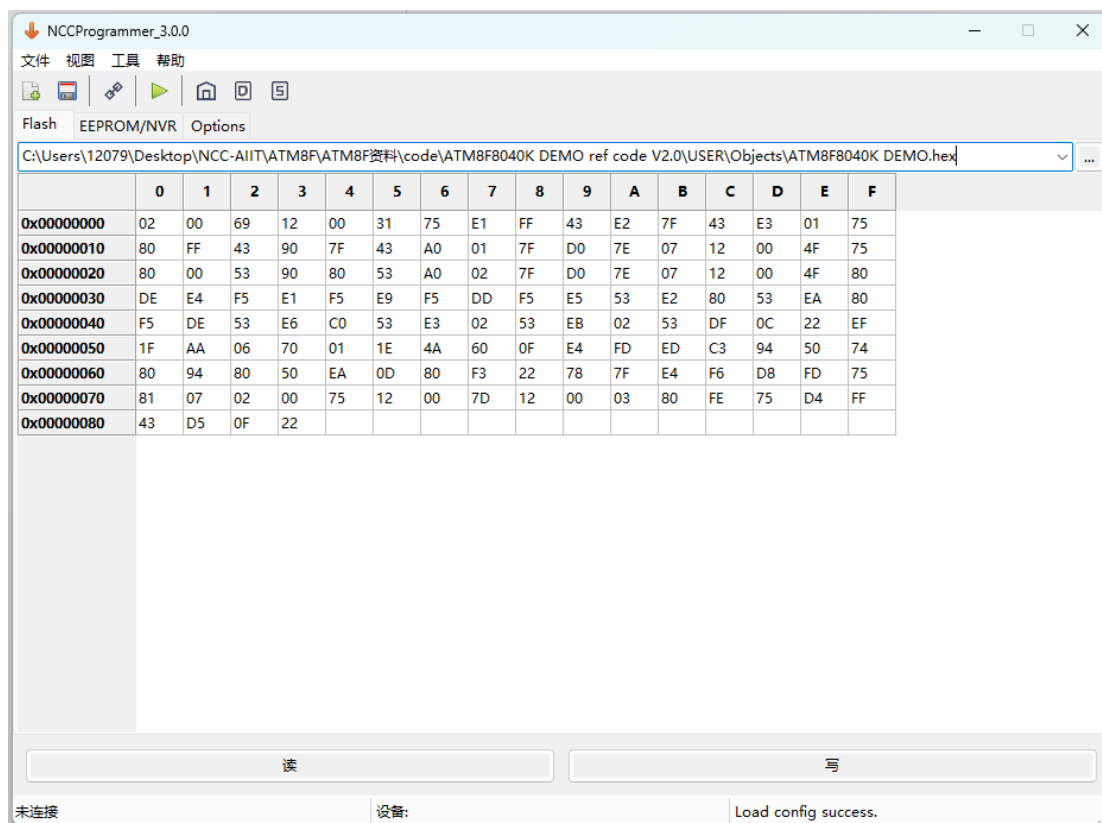 NCCProgrammer_3.0.0
文件 视图 工具 帮助
D S
Flash EEPROM/NVR Options
C:\Users\12079\Desktop\NCC-AIIT\ATM8F\ATM8F资料\code\ATM8F8040K DEMO ref code V2.0\USER\Objects\ATM8F8040K DEMO.hex ...
0 1 2 3 4 5 6 7 8 9 A B C D E F
0x00000000 02 00 69 12 00 31 75 E1 FF 43 E2 7F 43 E3 01 75
0x00000010 80 FF 43 90 7F 43 A0 01 7F D0 7E 07 12 00 4F 75
0x00000020 80 00 53 90 80 53 A0 02 7F D0 7E 07 12 00 4F 80
0x00000030 DE E4 F5 E1 F5 E9 F5 DD F5 E5 53 E2 80 53 EA 80
0x00000040 F5 DE 53 E6 C0 53 E3 02 53 EB 02 53 DF 0C 22 EF
0x00000050 1F AA 06 70 01 1E 4A 60 0F E4 FD ED C3 94 50 74
0x00000060 80 94 80 50 EA 0D 80 F3 22 78 7F E4 F6 D8 FD 75
0x00000070 81 07 02 00 75 12 00 7D 12 00 03 80 FE 75 D4 FF
0x00000080 43 D5 0F 22
读 写
未连接 设备: Load config success.